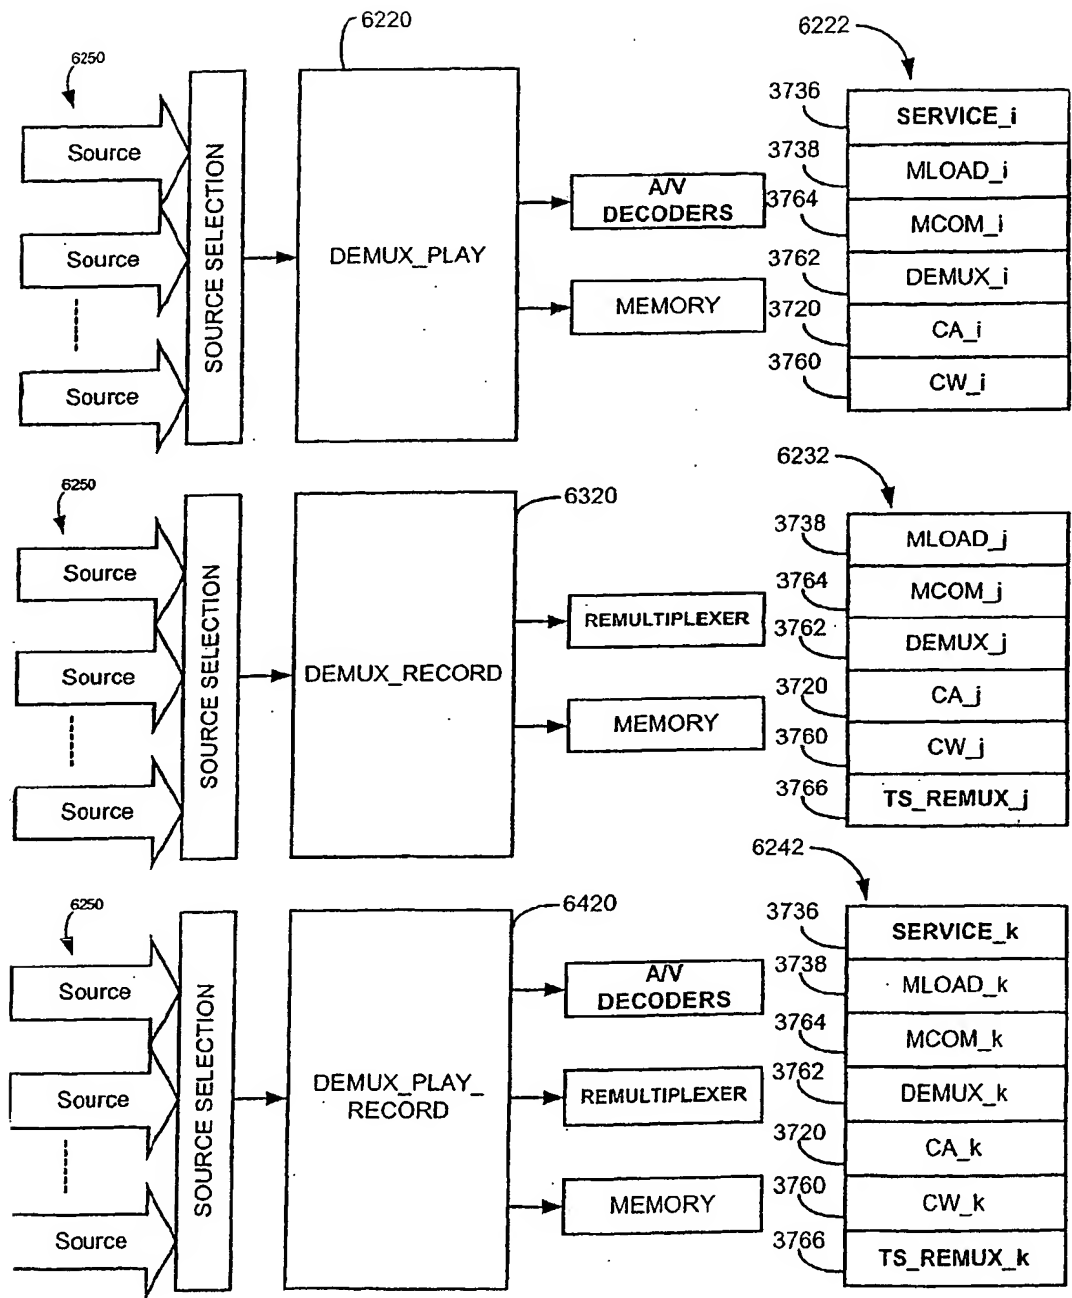 6220
6222
6250
3736
SERVICE_i
Source
SOURCE SELECTION
3738
MLOAD_i
A/V
DECODERS
3764
MCOM_i
Source
DEMUX_PLAY
3762
DEMUX_i
MEMORY
3720
CA_i
Source
3760
CW_i
6232
6250
6320
3738
MLOAD_j
Source
SOURCE SELECTION
3764
MCOM_j
REMULTIPLEXER
3762
DEMUX_j
Source
DEMUX_RECORD
3720
CA_j
MEMORY
3760
CW_j
3766
TS_REMUX_j
Source
6242
6250
6420
3736
SERVICE_k
Source
SOURCE SELECTION
A/V
DECODERS
3738
MLOAD_k
3764
MCOM_k
Source
DEMUX_PLAY_
RECORD
REMULTIPLEXER
3762
DEMUX_k
3720
CA_k
MEMORY
3760
CW_k
Source
3766
TS_REMUX_k